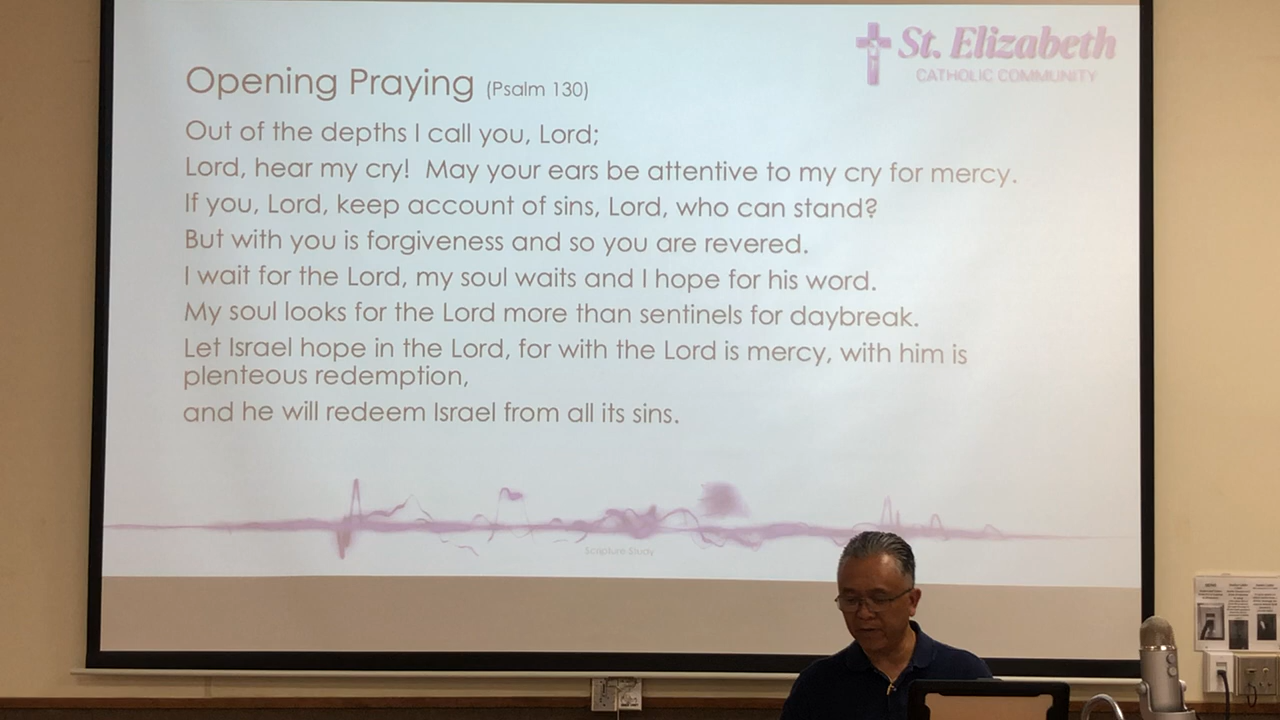 St. Elizabeth
CATHOLIC COMMUNITY
Opening Praying (Psalm 130)
Out of the depths I call you, Lord;
Lord, hear my cry!  May your ears be attentive to my cry for mercy.
If you, Lord, keep account of sins, Lord, who can stand?
But with you is forgiveness and so you are revered.
I wait for the Lord, my soul waits and I hope for his word.
My soul looks for the Lord more than sentinels for daybreak.
Let Israel hope in the Lord, for with the Lord is mercy, with him is
plenteous redemption,
and he will redeem Israel from all its sins.
Scripture Study